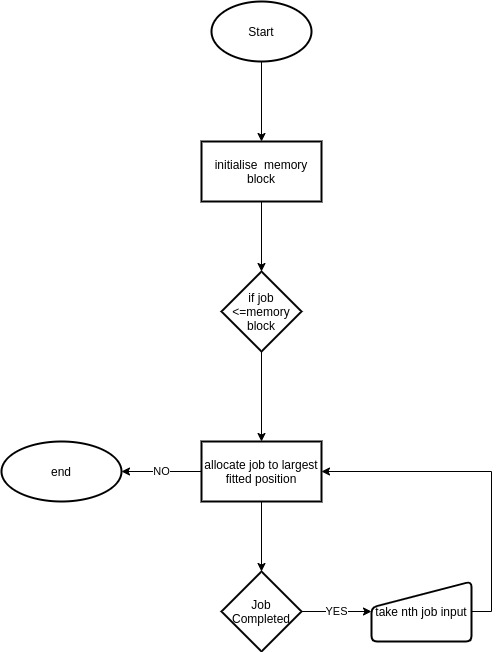 Start
initialise  memory
block
if job
<=memory
block
allocate job to largest
fitted position
NO
end
Job
Completed
YES
take nth job input